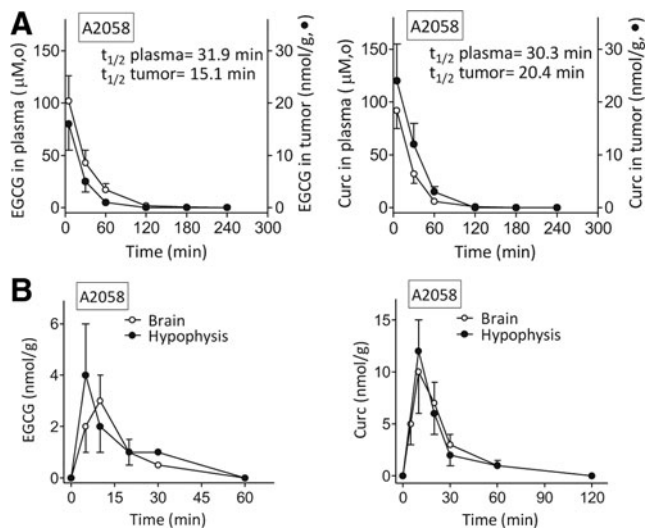 A
A2058
t1/2 plasma= 31.9 min
t1/2 tumor= 15.1 min
EGCG in plasma ( µM,o)
150
100
50
0
EGCG in tumor (nmol/g,●)
30
20
10
0
0 60 120 180 240 300
Time (min)
A2058
t1/2 plasma= 30.3 min
t1/2 tumor= 20.4 min
Curc in plasma ( µM,o)
150
100
50
0
Curc in tumor (nmol/g, ●)
30
20
10
0
0 60 120 180 240 300
Time (min)
B
A2058
Brain
Hypophysis
EGCG (nmol/g)
6
4
2
0
0 15 30 45 60
Time (min)
A2058
Brain
Hypophysis
Curc (nmol/g)
15
10
5
0
0 30 60 90 120
Time (min)